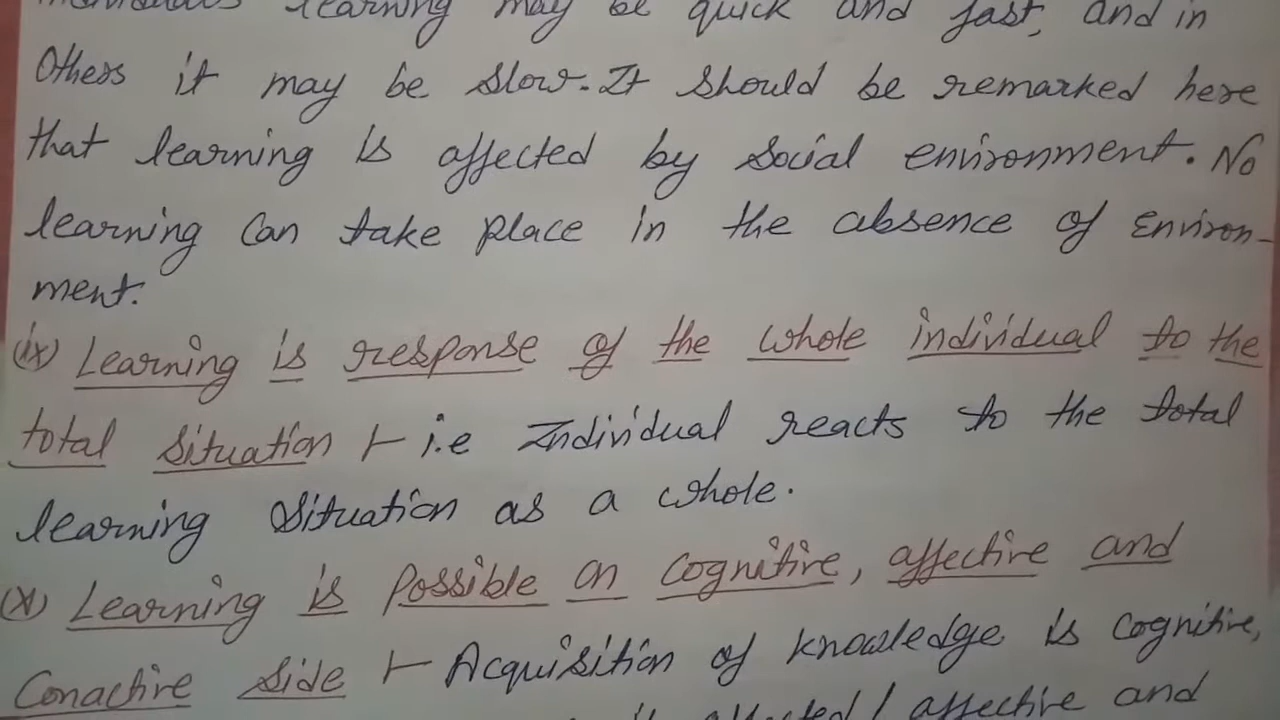 learning may be quick and fast, and in
Others it may be slow. It should be remarked here
that learning is affected by social environment. No
learning can take place in the absence of environ-
ment.
(ix) Learning is response of the whole individual to the
total situation :- i.e Individual reacts to the total
learning situation as a whole.
(x) Learning is possible on cognitive, affective and
Conactive side :- Acquisition of knowledge is cognitive,
affective and